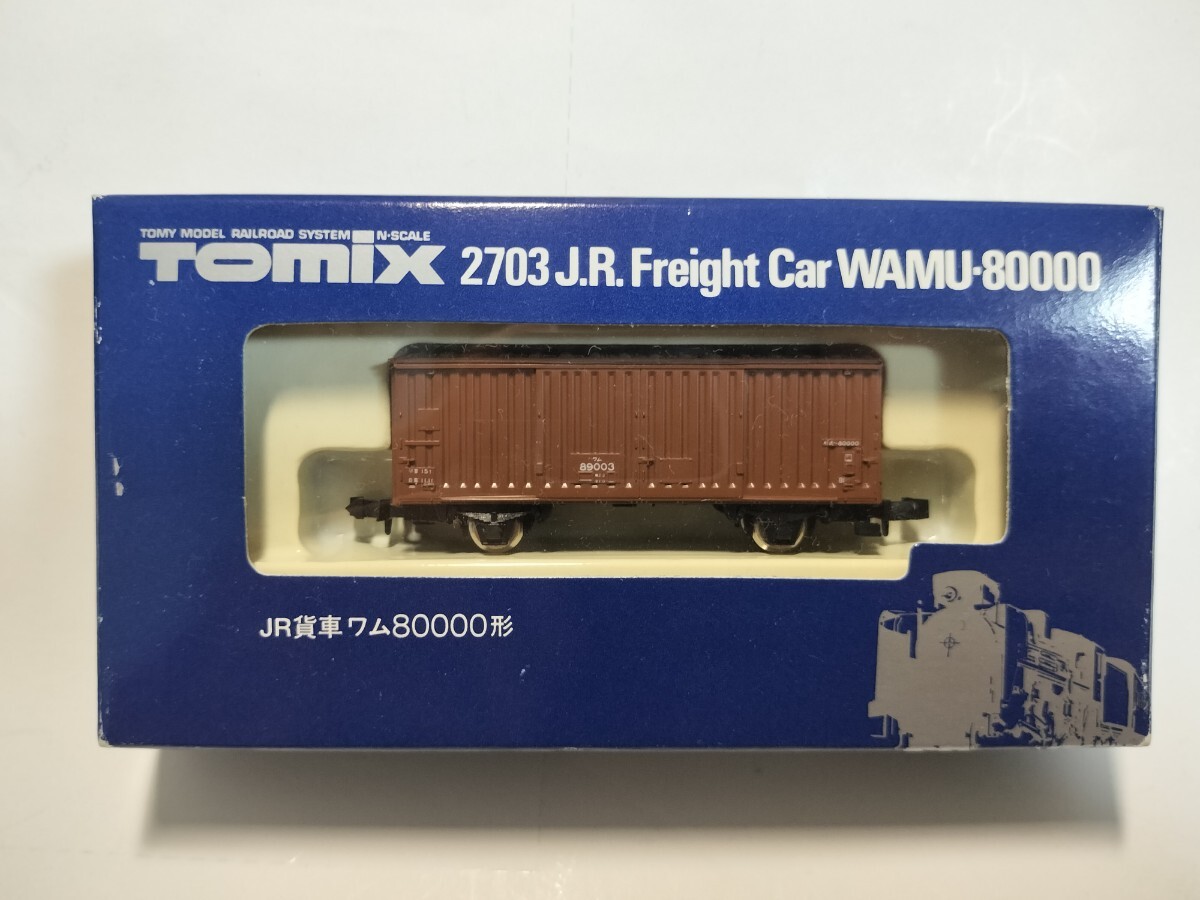 TOMY MODEL RAILROAD SYSTEM N·SCALE
TOMIX 2703 J.R. Freight Car WAMU·80000
ワム
89003
JR貨車 ワム80000形